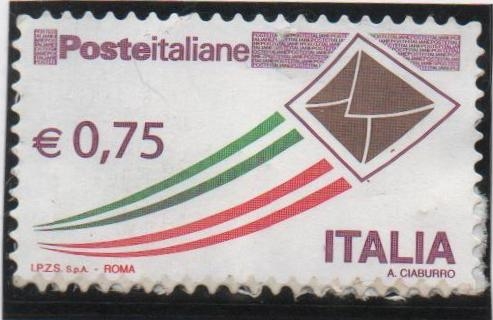 Posteitaliane
€ 0,75
ITALIA
A. CIABURRO
I.P.Z.S. S.p.A. - ROMA